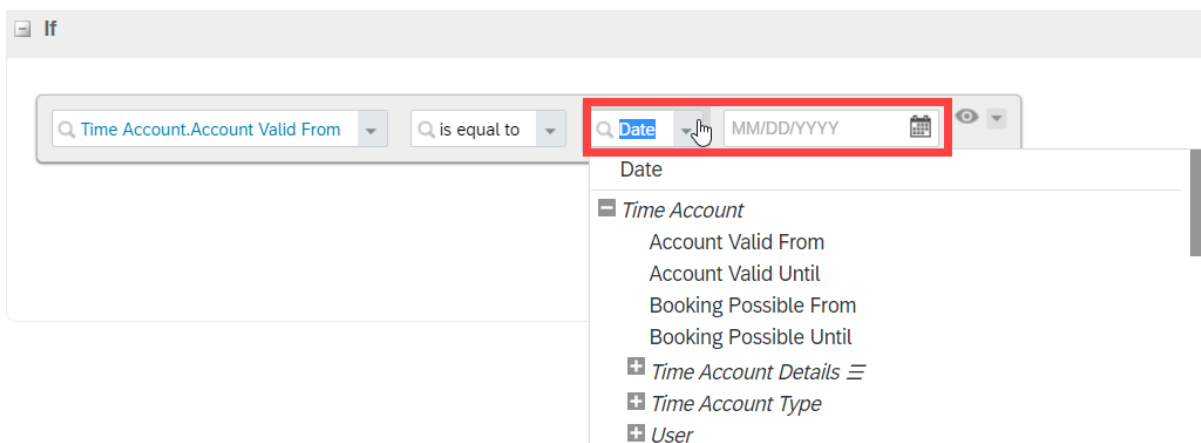 If
Time Account.Account Valid From is equal to Date MM/DD/YYYY
Date
Time Account
Account Valid From
Account Valid Until
Booking Possible From
Booking Possible Until
Time Account Details
Time Account Type
User